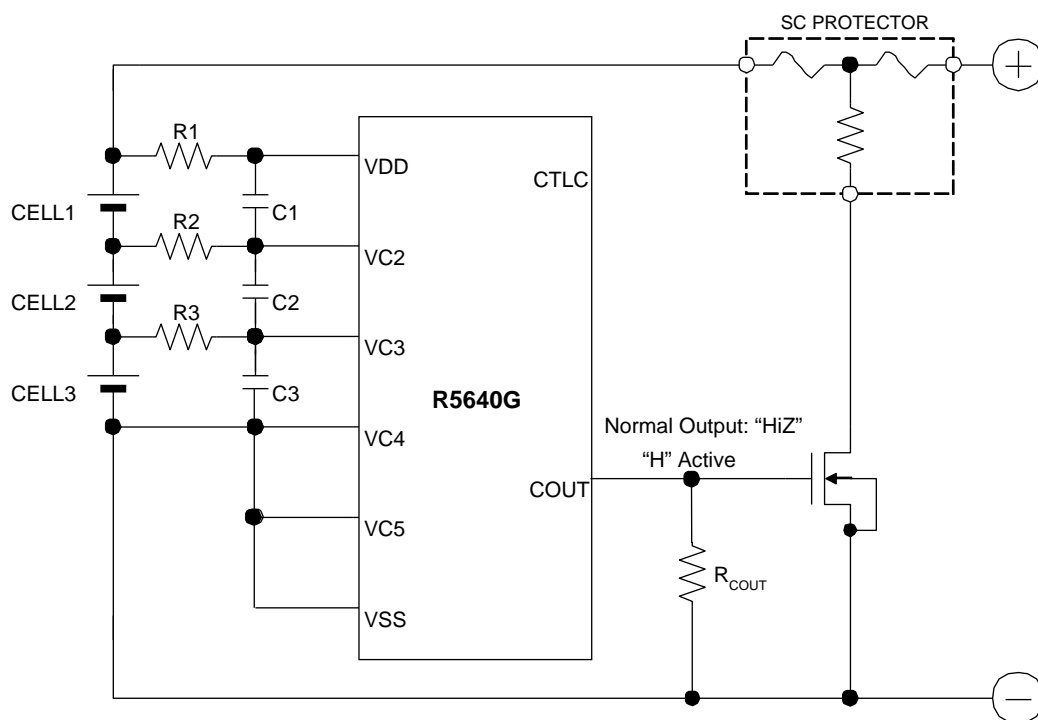 SC PROTECTOR
+
R1
VDD
CTLC
CELL1
C1
R2
VC2
CELL2
C2
R3
VC3
CELL3
C3
R5640G
VC4
Normal Output: “HiZ”
“H” Active
COUT
VC5
RCOUT
VSS
−